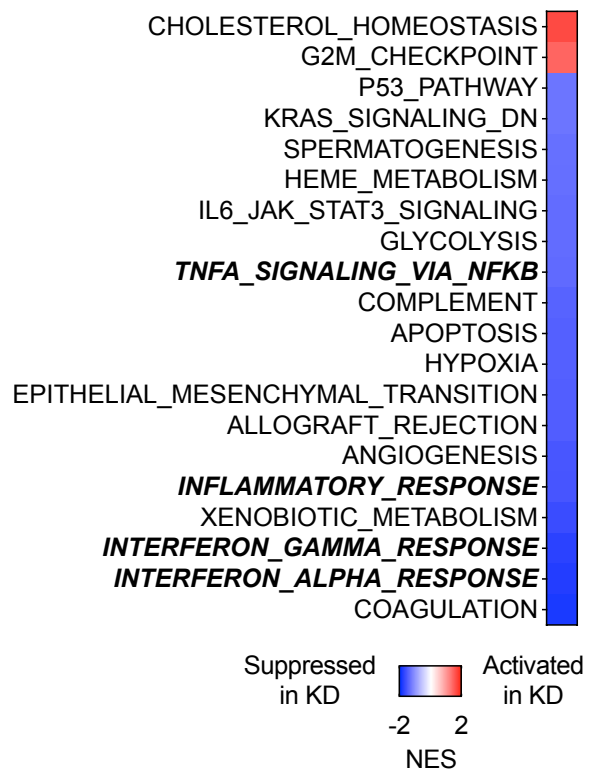 CHOLESTEROL_HOMEOSTASIS
G2M_CHECKPOINT
P53_PATHWAY
KRAS_SIGNALING_DN
SPERMATOGENESIS
HEME_METABOLISM
IL6_JAK_STAT3_SIGNALING
GLYCOLYSIS
TNFA_SIGNALING_VIA_NFKB
COMPLEMENT
APOPTOSIS
HYPOXIA
EPITHELIAL_MESENCHYMAL_TRANSITION
ALLOGRAFT_REJECTION
ANGIOGENESIS
INFLAMMATORY_RESPONSE
XENOBIOTIC_METABOLISM
INTERFERON_GAMMA_RESPONSE
INTERFERON_ALPHA_RESPONSE
COAGULATION
Suppressed
in KD
Activated
in KD
-2 2
NES